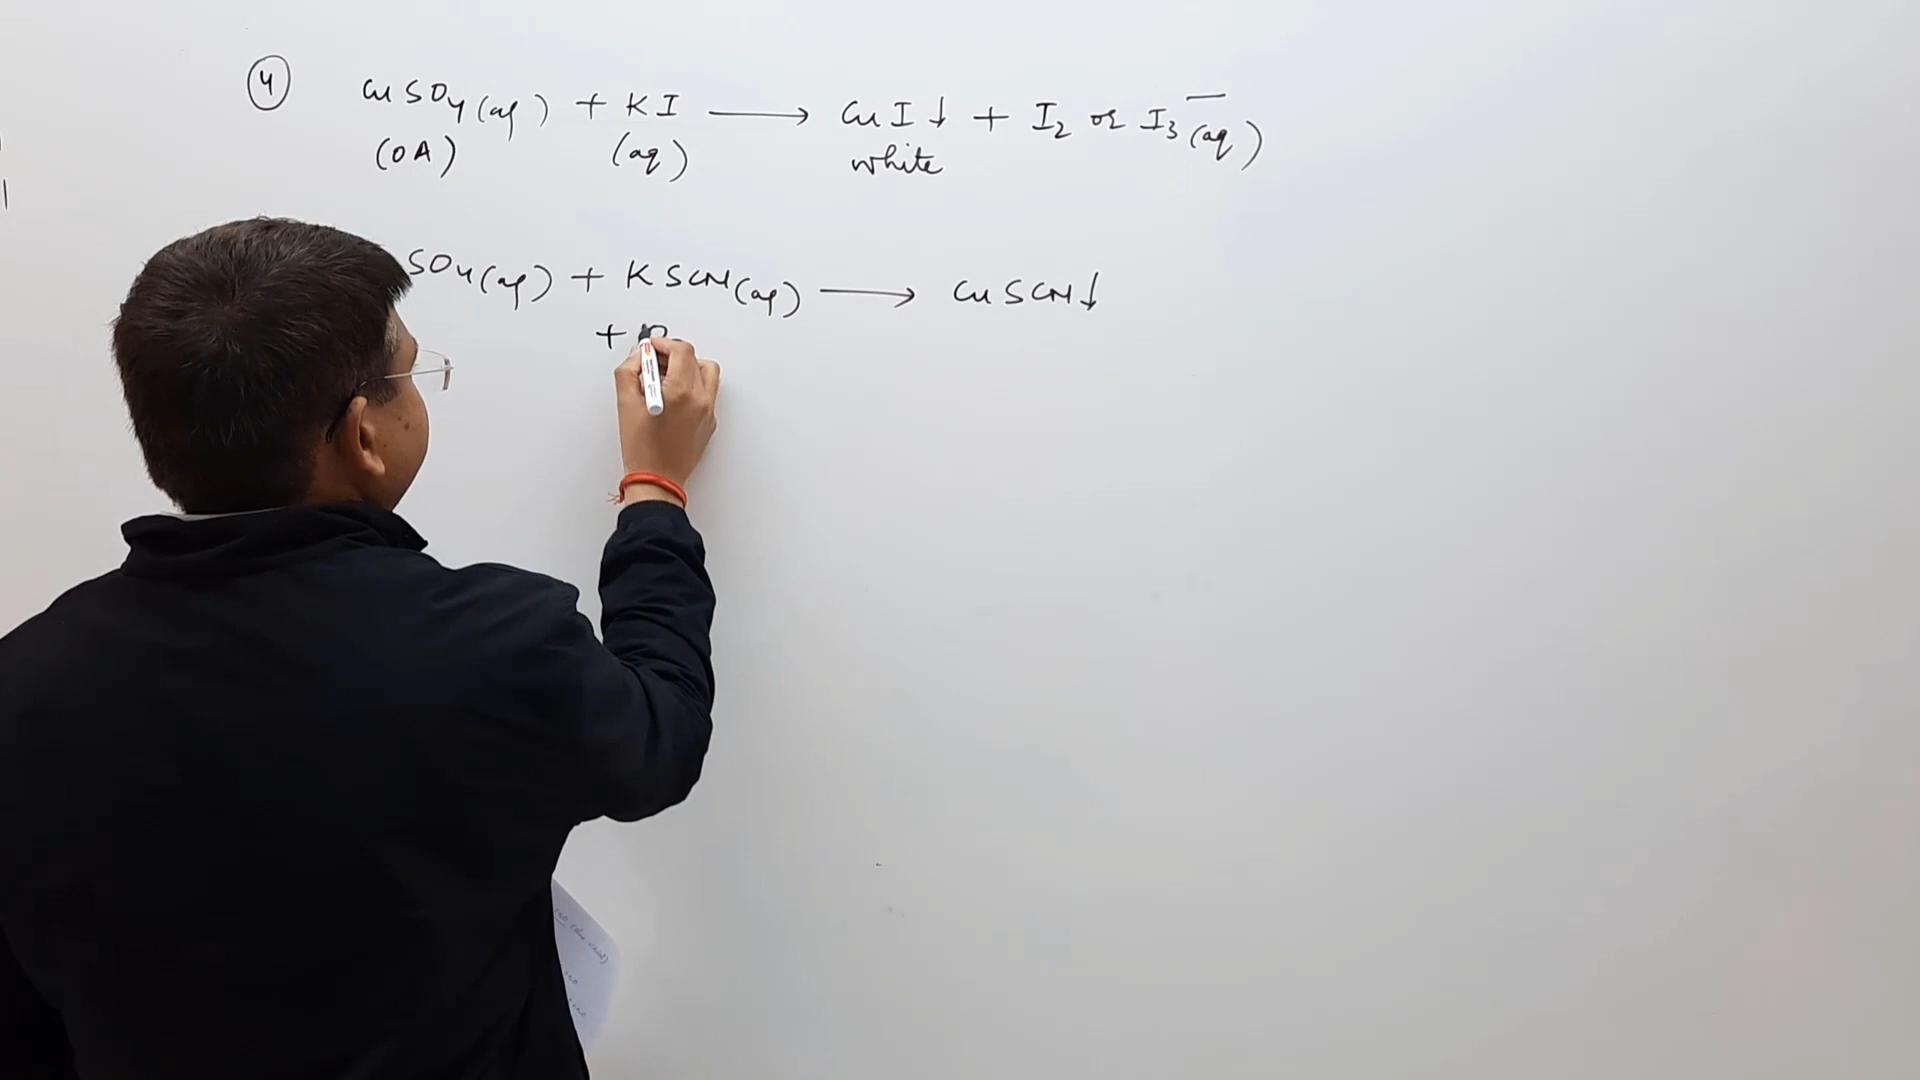 ④ CuSO₄(aq) + KI ⟶ CuI↓ + I₂ or I₃⁻(aq)
(OA) (aq) white
SO₄(aq) + KSCN(aq) ⟶ CuSCN↓
+